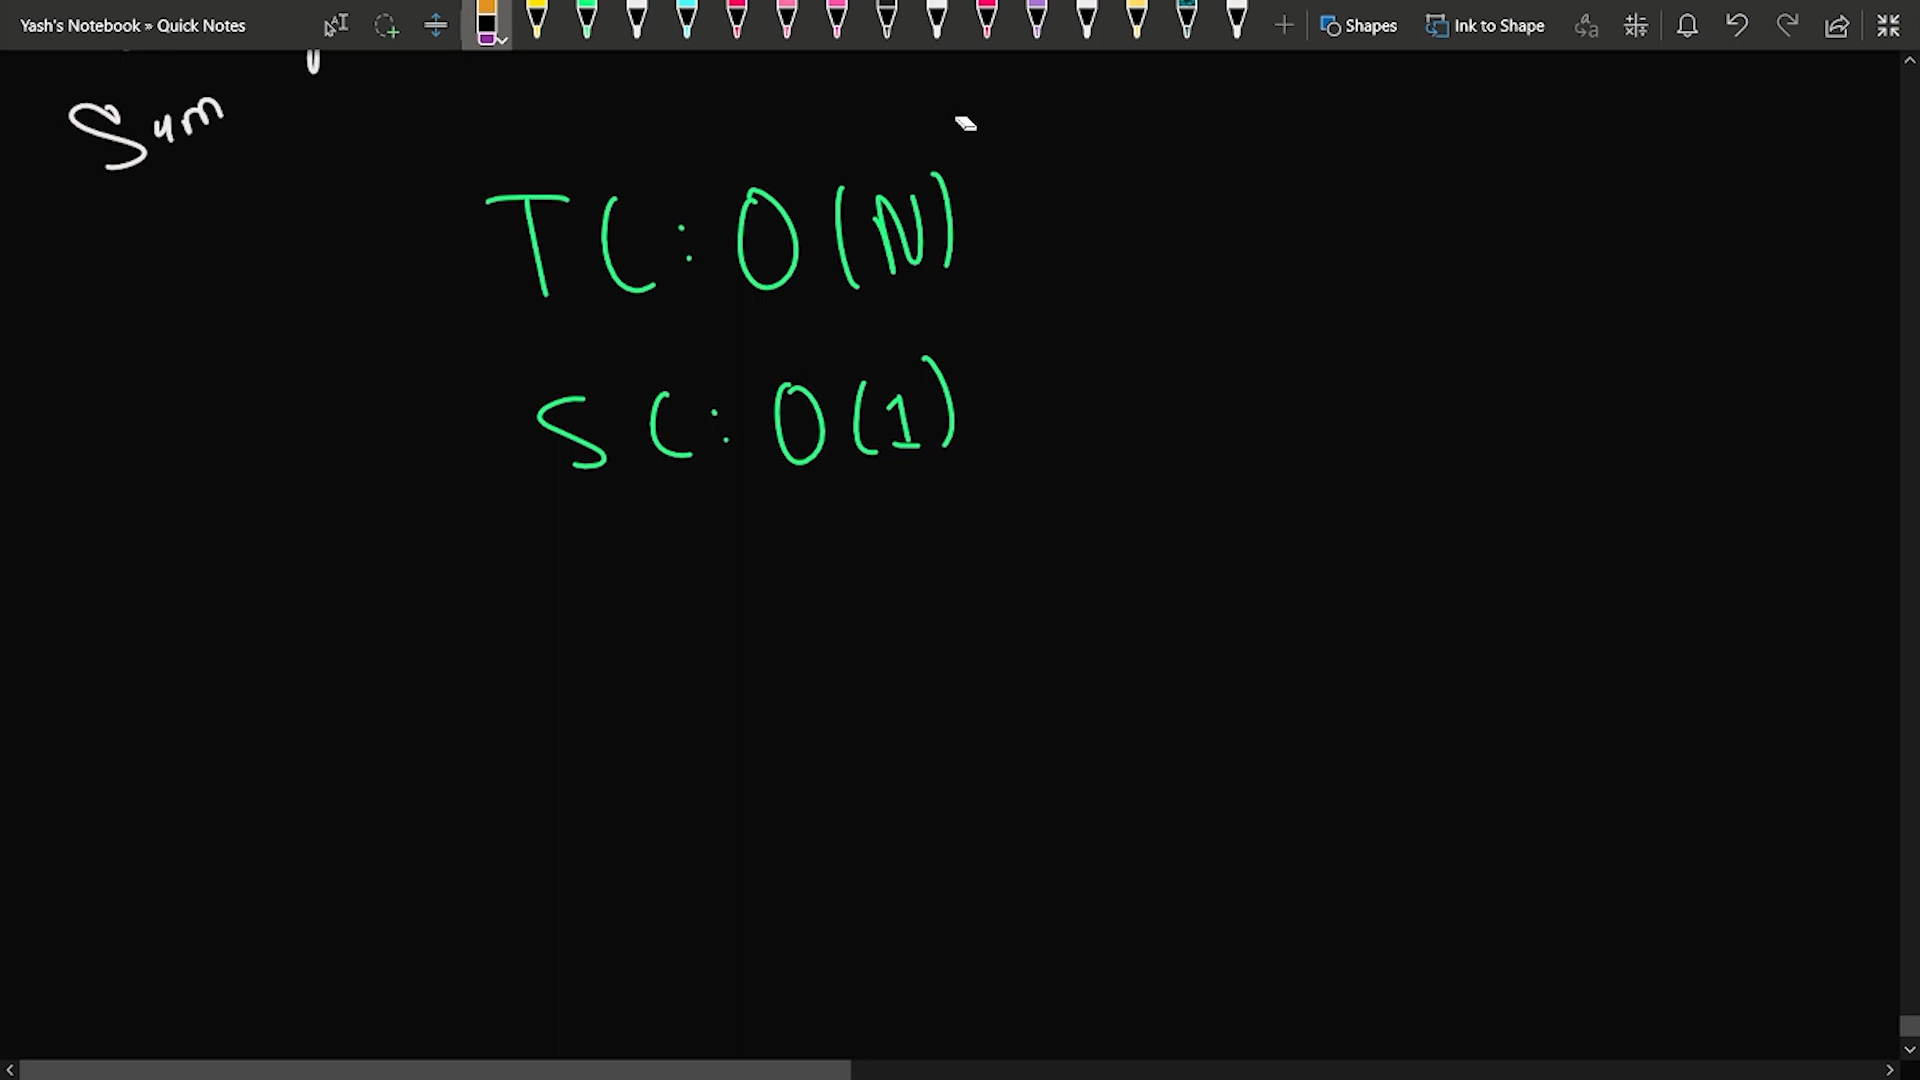 Yash's Notebook » Quick Notes
Shapes
Ink to Shape
Sum
TC: O(N)
SC: O(1)